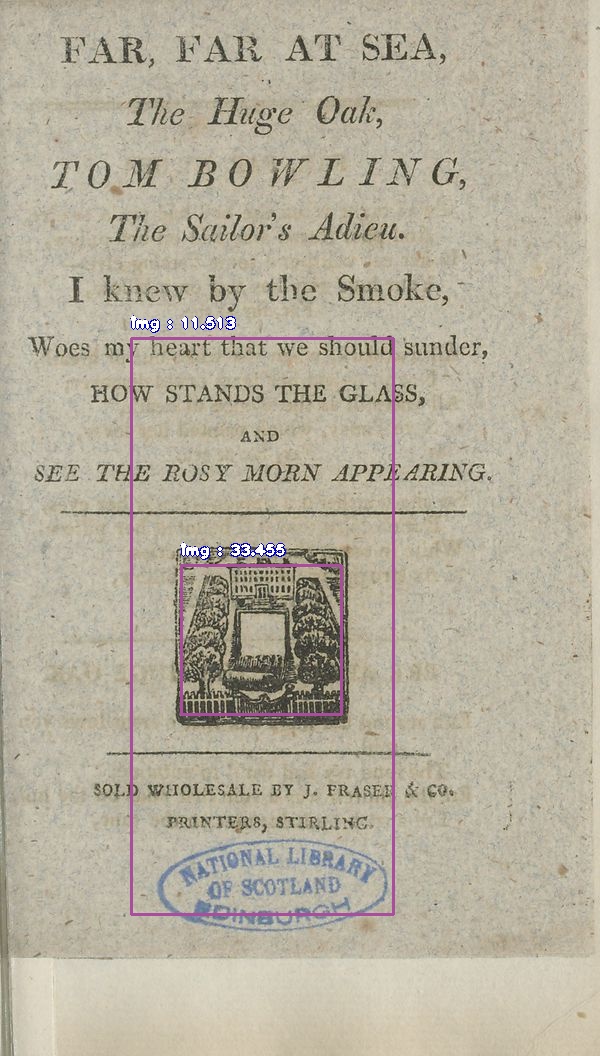 FAR, FAR AT SEA,
The Huge Oak,
TOM BOWLING,
The Sailor's Adieu.
I knew by the Smoke,
img : 11.513
Woes my heart that we should sunder,
HOW STANDS THE GLASS,
AND
SEE THE ROSY MORN APPEARING.
img : 33.455
SOLD WHOLESALE BY J. FRASER & CO.
PRINTERS, STIRLING.
NATIONAL LIBRARY
OF SCOTLAND
EDINBURGH